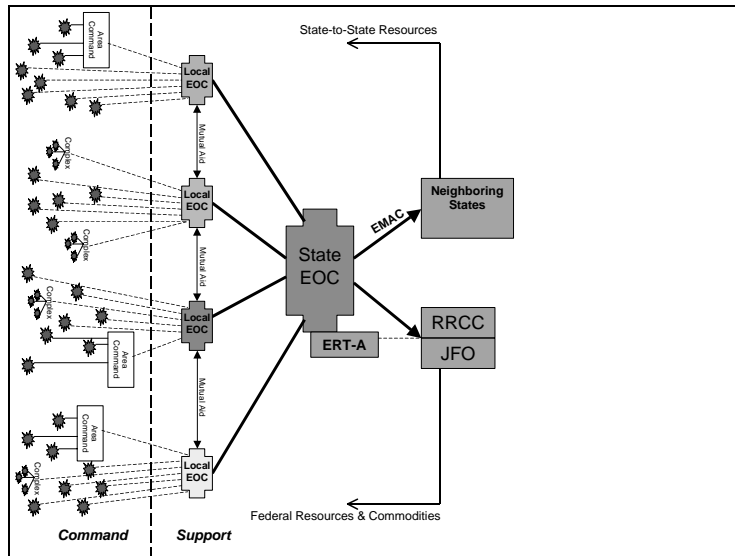 State-to-State Resources
Area
Command
Local
EOC
Mutual Aid
Complex
Local
EOC
Neighboring
States
EMAC
State
EOC
Complex
Mutual Aid
Complex
Local
EOC
RRCC
ERT-A
JFO
Area
Command
Mutual Aid
Area
Command
Local
EOC
Complex
Federal Resources & Commodities
Command
Support